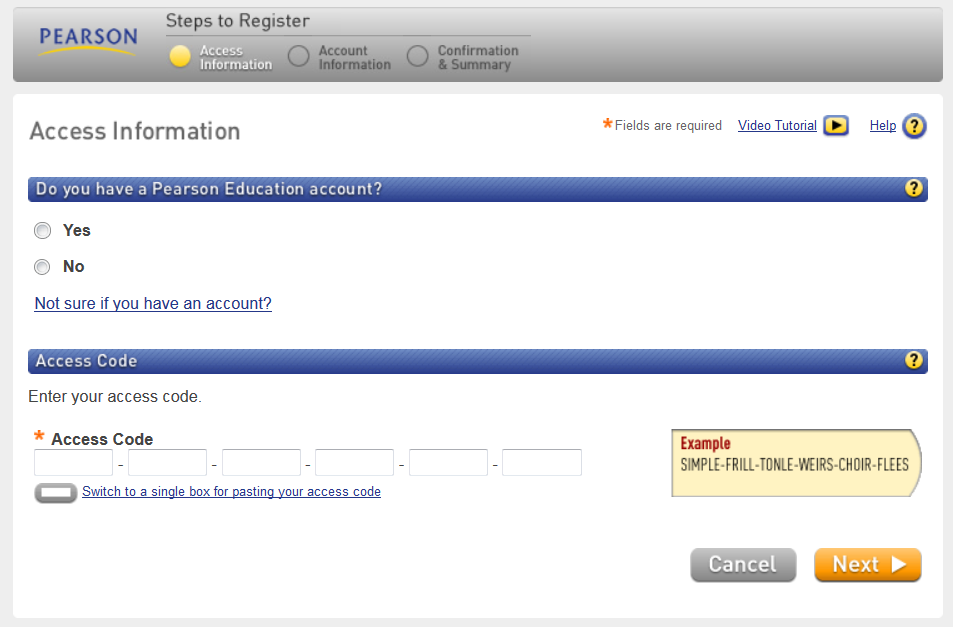 PEARSON
Steps to Register
Access
Information
Account
Information
Confirmation
& Summary
Access Information
*Fields are required
Video Tutorial
Help ?
Do you have a Pearson Education account? ?
Yes
No
Not sure if you have an account?
Access Code ?
Enter your access code.
* Access Code
- - - - -
Switch to a single box for pasting your access code
Example
SIMPLE-FRILL-TONLE-WEIRS-CHOIR-FLEES
Cancel
Next